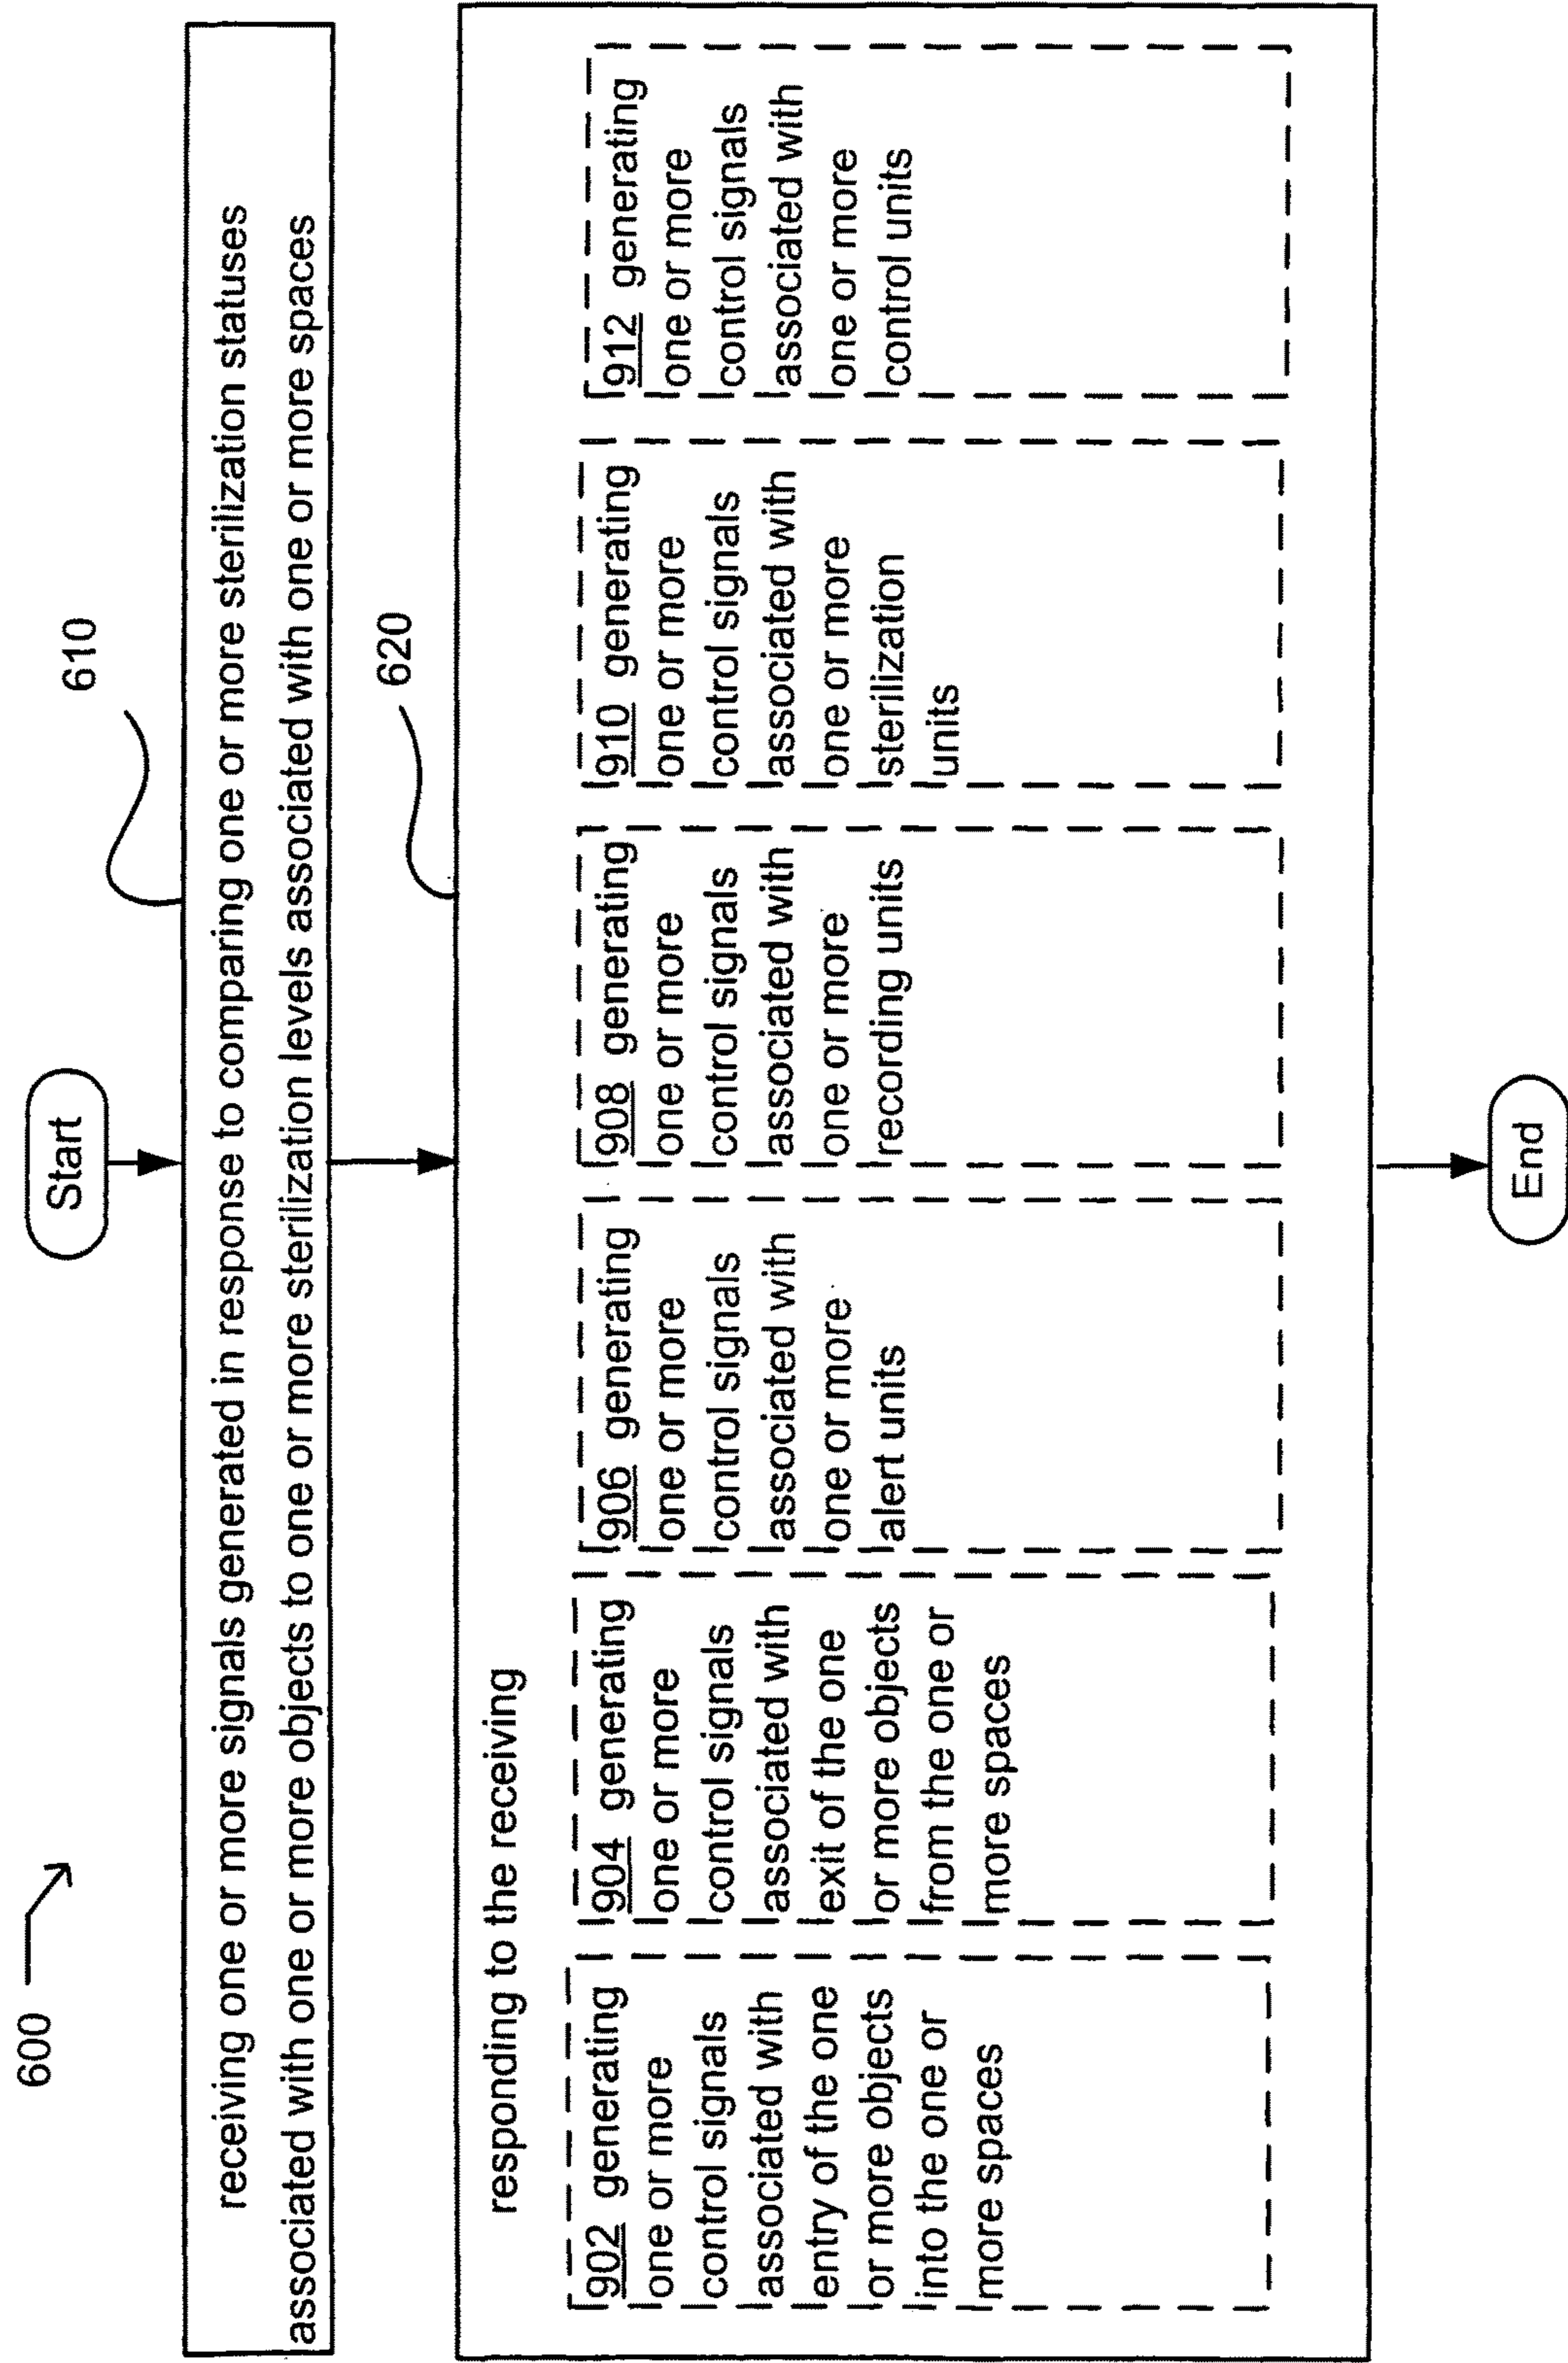 600
Start
610
receiving one or more signals generated in response to comparing one or more sterilization statuses
associated with one or more objects to one or more sterilization levels associated with one or more spaces
620
responding to the receiving
902 generating
one or more
control signals
associated with
entry of the one
or more objects
into the one or
more spaces
904 generating
one or more
control signals
associated with
exit of the one
or more objects
from the one or
more spaces
906 generating
one or more
control signals
associated with
one or more
alert units
908 generating
one or more
control signals
associated with
one or more
recording units
910 generating
one or more
control signals
associated with
one or more
sterilization
units
912 generating
one or more
control signals
associated with
one or more
control units
End